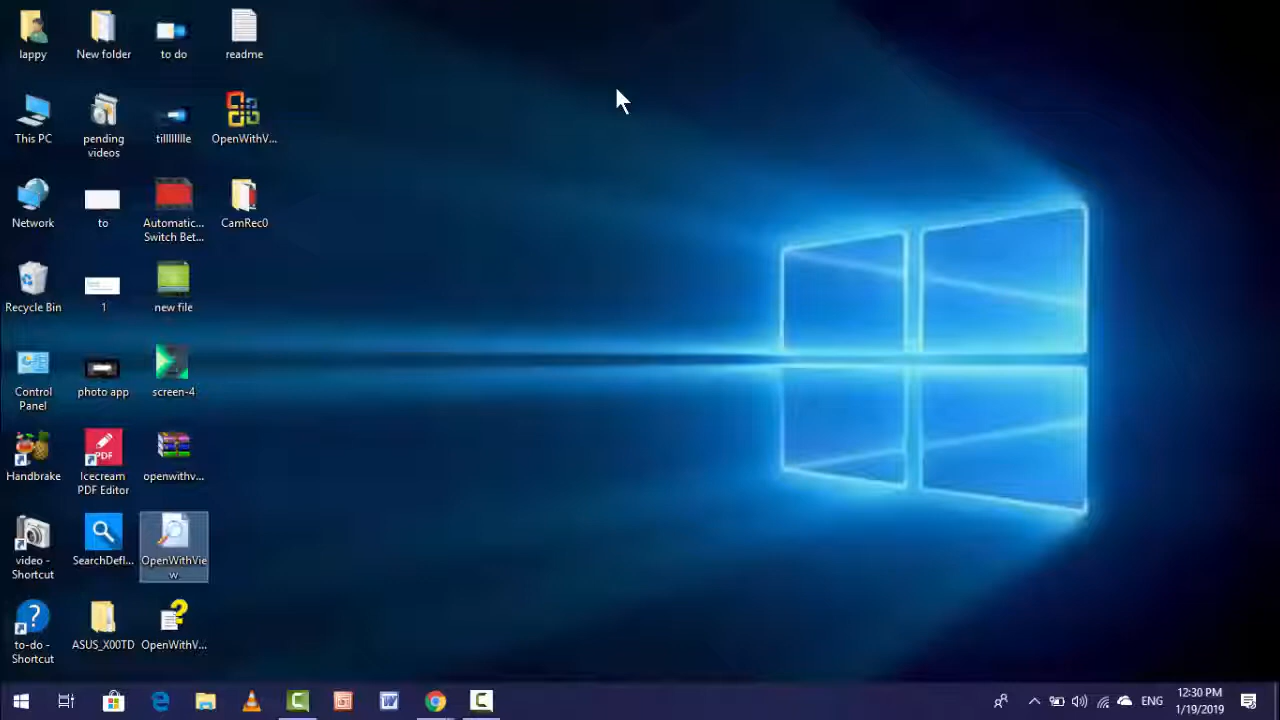 lappy
New folder
to do
readme
This PC
pending
videos
tillllllllle
OpenWithV...
Network
to
Automatic...
Switch Bet...
CamRec0
Recycle Bin
1
new file
Control
Panel
photo app
screen-4
Handbrake
PDF
Icecream
PDF Editor
openwithv...
video -
Shortcut
SearchDefl...
OpenWithVie
w
to-do -
Shortcut
ASUS_X00TD
OpenWithV...
ENG
12:30 PM
1/19/2019